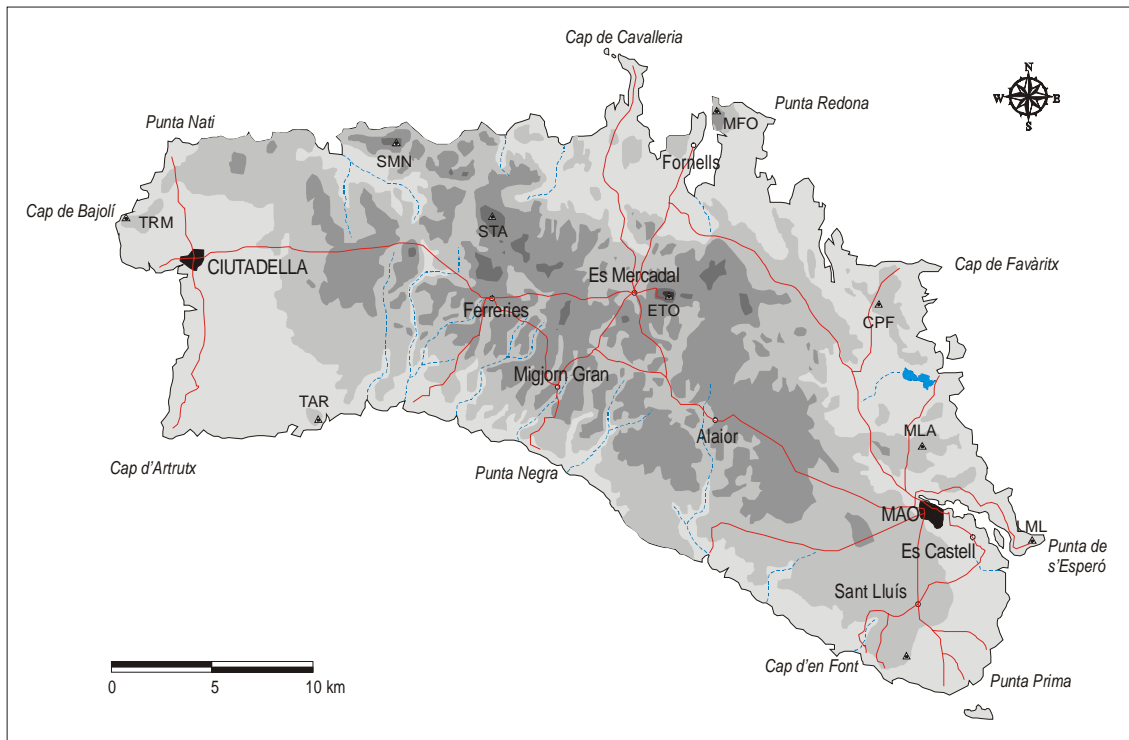 Cap de Cavalleria
N
W E
S
Punta Redona
Punta Nati
MFO
SMN
Fornells
Cap de Bajolí
TRM
STA
CIUTADELLA
Es Mercadal
Cap de Favàritx
Ferreries
ETO
CPF
Migjorn Gran
TAR
Alaior
MLA
Cap d'Artrutx
Punta Negra
MAO
LML
Es Castell
Punta de
s'Esperó
Sant Lluís
Cap d'en Font
Punta Prima
0 5 10 km